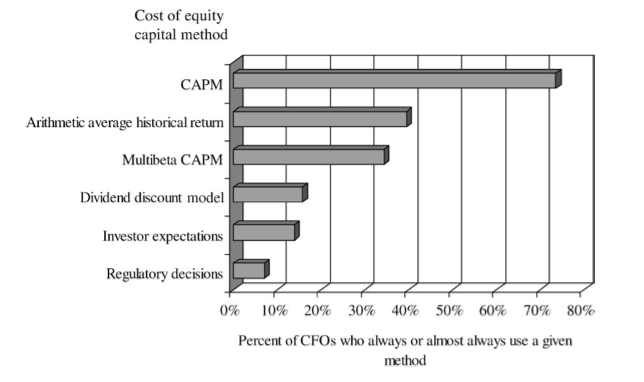 Cost of equity
capital method
CAPM
Arithmetic average historical return
Multibeta CAPM
Dividend discount model
Investor expectations
Regulatory decisions
0% 10% 20% 30% 40% 50% 60% 70% 80%
Percent of CFOs who always or almost always use a given
method